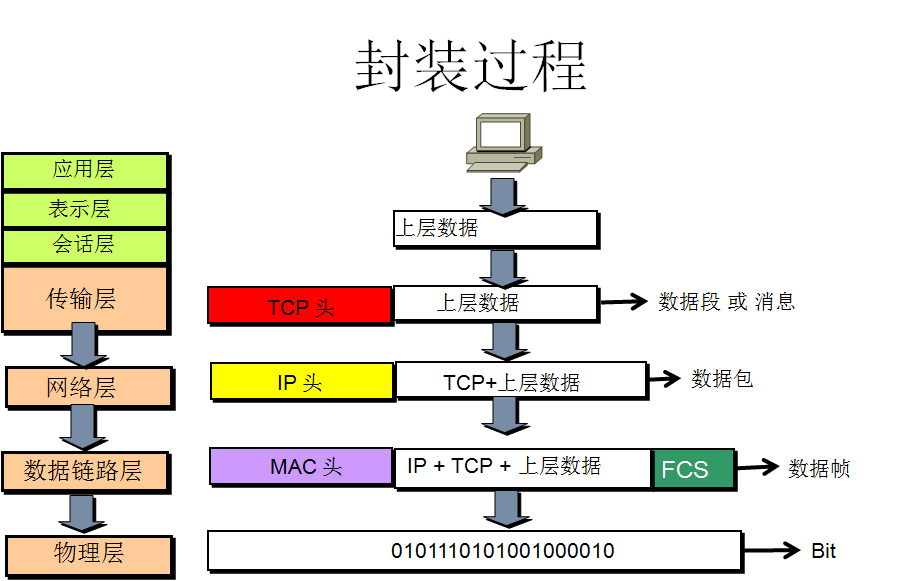 封装过程
应用层
表示层
会话层
传输层
网络层
数据链路层
物理层
上层数据
TCP 头 上层数据 数据段 或 消息
IP 头 TCP+上层数据 数据包
MAC 头 IP + TCP + 上层数据 FCS 数据帧
0101110101001000010 Bit